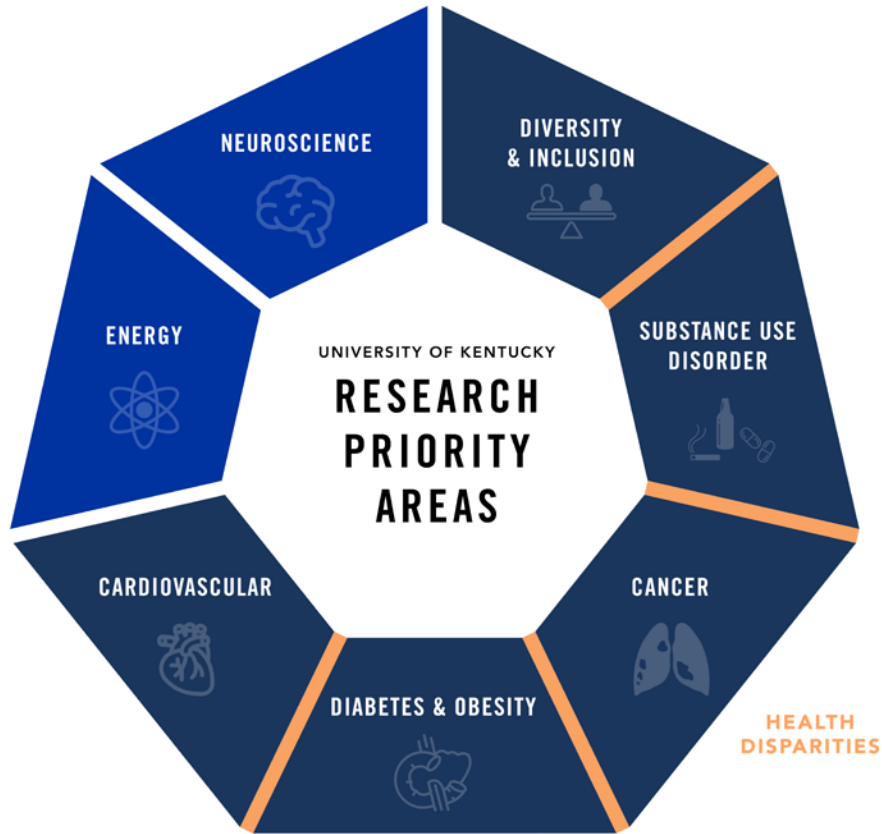 NEUROSCIENCE
DIVERSITY
& INCLUSION
ENERGY
SUBSTANCE USE
DISORDER
UNIVERSITY OF KENTUCKY
RESEARCH
PRIORITY
AREAS
CARDIOVASCULAR
CANCER
DIABETES & OBESITY
HEALTH
DISPARITIES